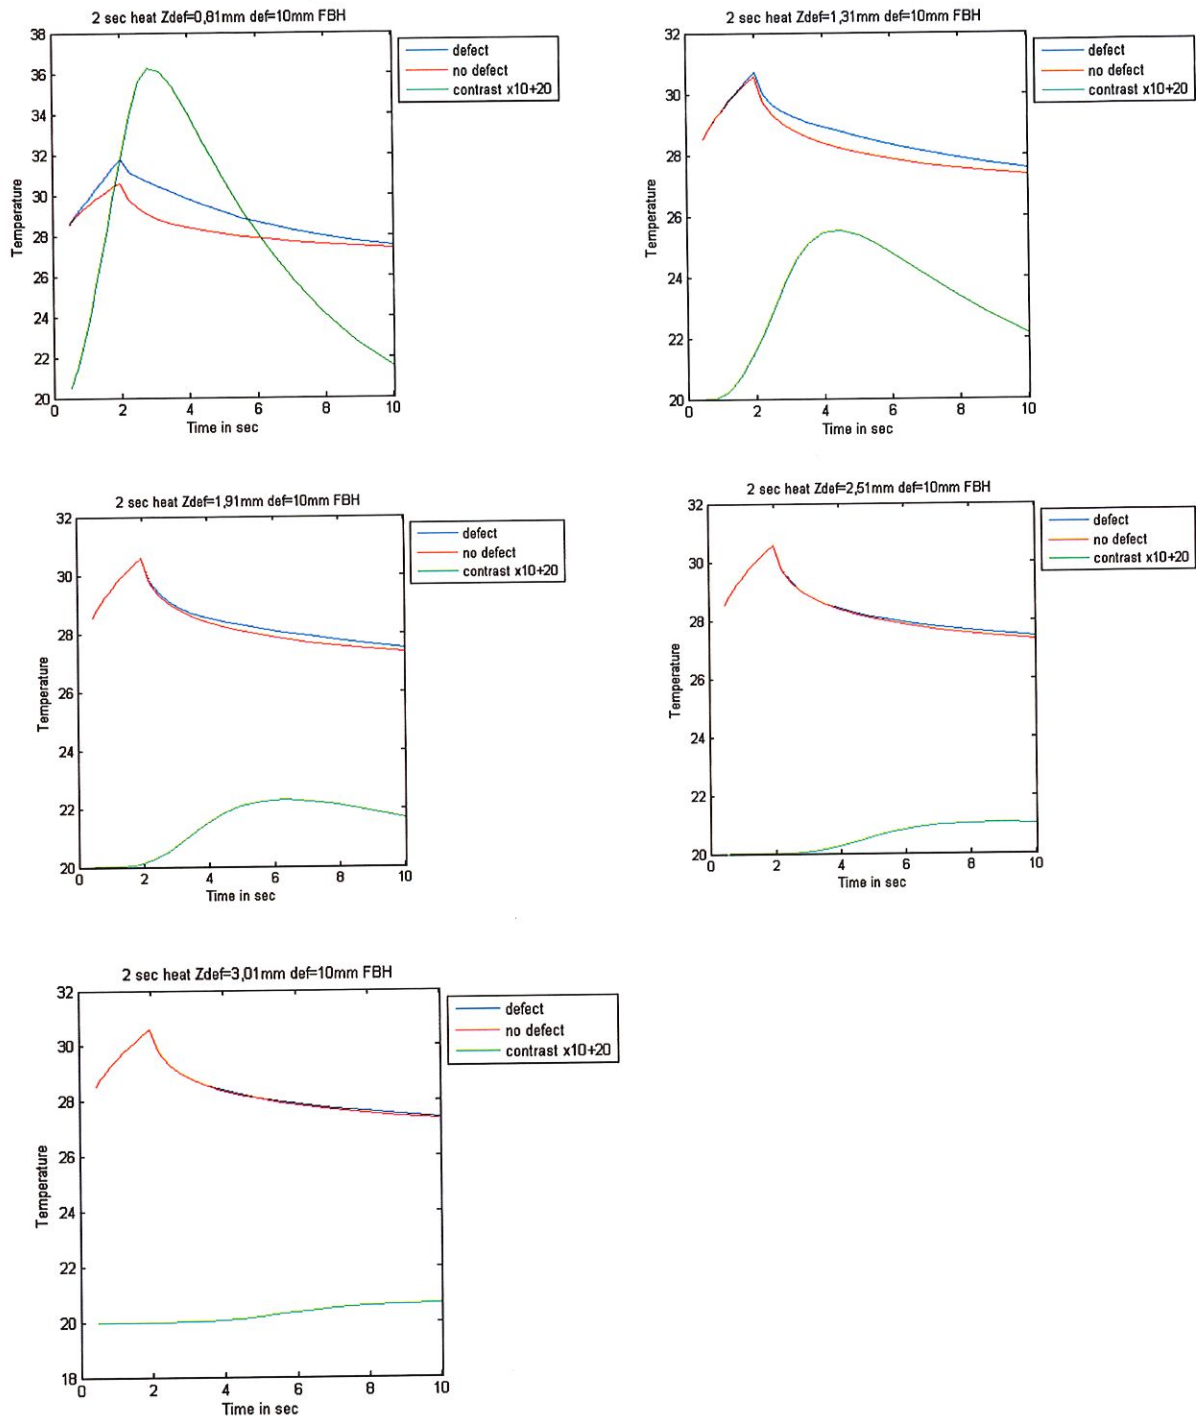 2 sec heat Zdef=0,81mm def=10mm FBH
38
36
34
32
30
28
26
24
22
20
0 2 4 6 8 10
Temperature
Time in sec
defect
no defect
contrast x10+20
2 sec heat Zdef=1,31mm def=10mm FBH
32
30
28
26
24
22
20
0 2 4 6 8 10
Temperature
Time in sec
defect
no defect
contrast x10+20
2 sec heat Zdef=1,91mm def=10mm FBH
32
30
28
26
24
22
20
0 2 4 6 8 10
Temperature
Time in sec
defect
no defect
contrast x10+20
2 sec heat Zdef=2,51mm def=10mm FBH
32
30
28
26
24
22
20
0 2 4 6 8 10
Temperature
Time in sec
defect
no defect
contrast x10+20
2 sec heat Zdef=3,01mm def=10mm FBH
32
30
28
26
24
22
20
18
0 2 4 6 8 10
Temperature
Time in sec
defect
no defect
contrast x10+20